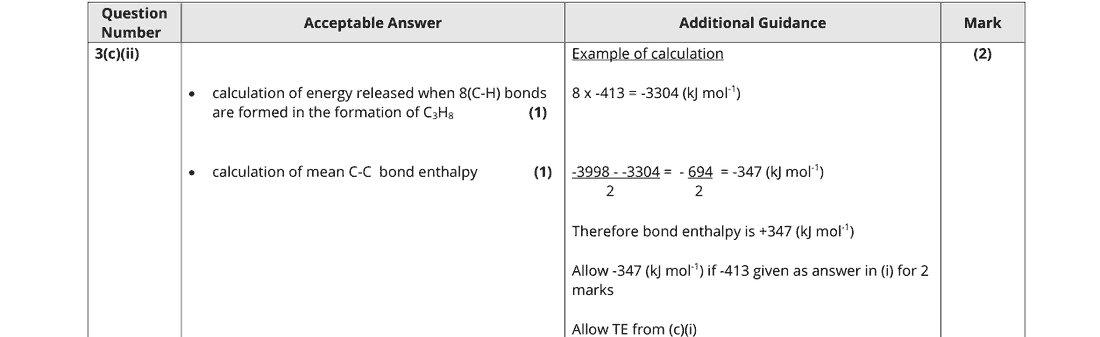 Question Number
Acceptable Answer
Additional Guidance
Mark
3(c)(ii)
Example of calculation
(2)
• calculation of energy released when 8(C-H) bonds
8 x -413 = -3304 (kJ mol⁻¹)
are formed in the formation of C₃H₈ (1)
• calculation of mean C-C bond enthalpy (1)
-3998 - -3304 = - 694 = -347 (kJ mol⁻¹)
2 2
Therefore bond enthalpy is +347 (kJ mol⁻¹)
Allow -347 (kJ mol⁻¹) if -413 given as answer in (i) for 2
marks
Allow TE from (c)(i)